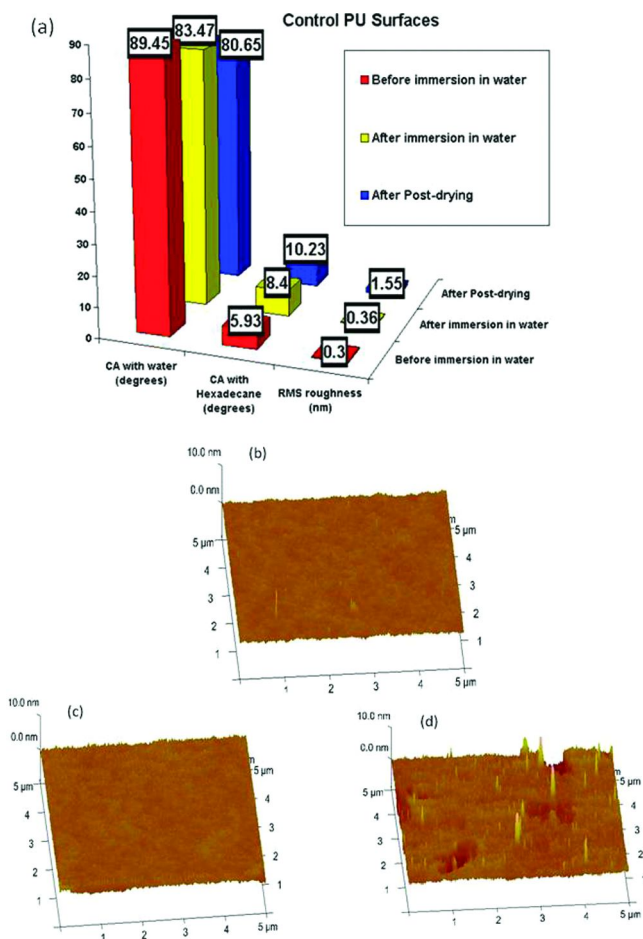 (a)
Control PU Surfaces
89.45
83.47
80.65
90
80
70
60
50
40
30
20
10
0
Before immersion in water
After immersion in water
After Post-drying
10.23
8.4
5.93
1.55
0.36
0.3
After Post-drying
After immersion in water
Before immersion in water
CA with water
(degrees)
CA with
Hexadecane
(degrees)
RMS roughness
(nm)
(b)
10.0 nm
0.0 nm
5 µm
4
3
2
1
5 µm
m
4
3
2
1
1
2
3
4
5 µm
(c)
10.0 nm
0.0 nm
5 µm
4
3
2
1
5 µm
m
4
3
2
1
1
2
3
4
5 µm
(d)
10.0 nm
0.0 nm
5 µm
4
3
2
1
5 µm
m
4
3
2
1
1
2
3
4
5 µm